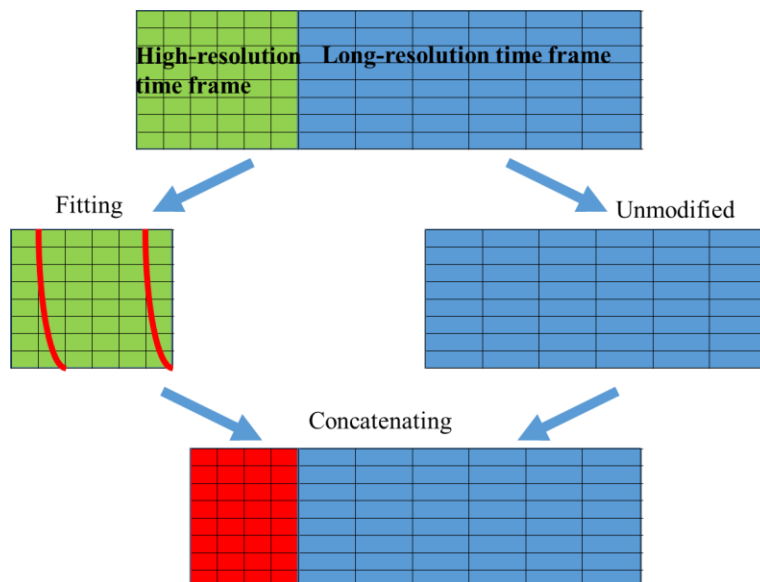 High-resolution
time frame
Long-resolution time frame
Fitting
Unmodified
Concatenating